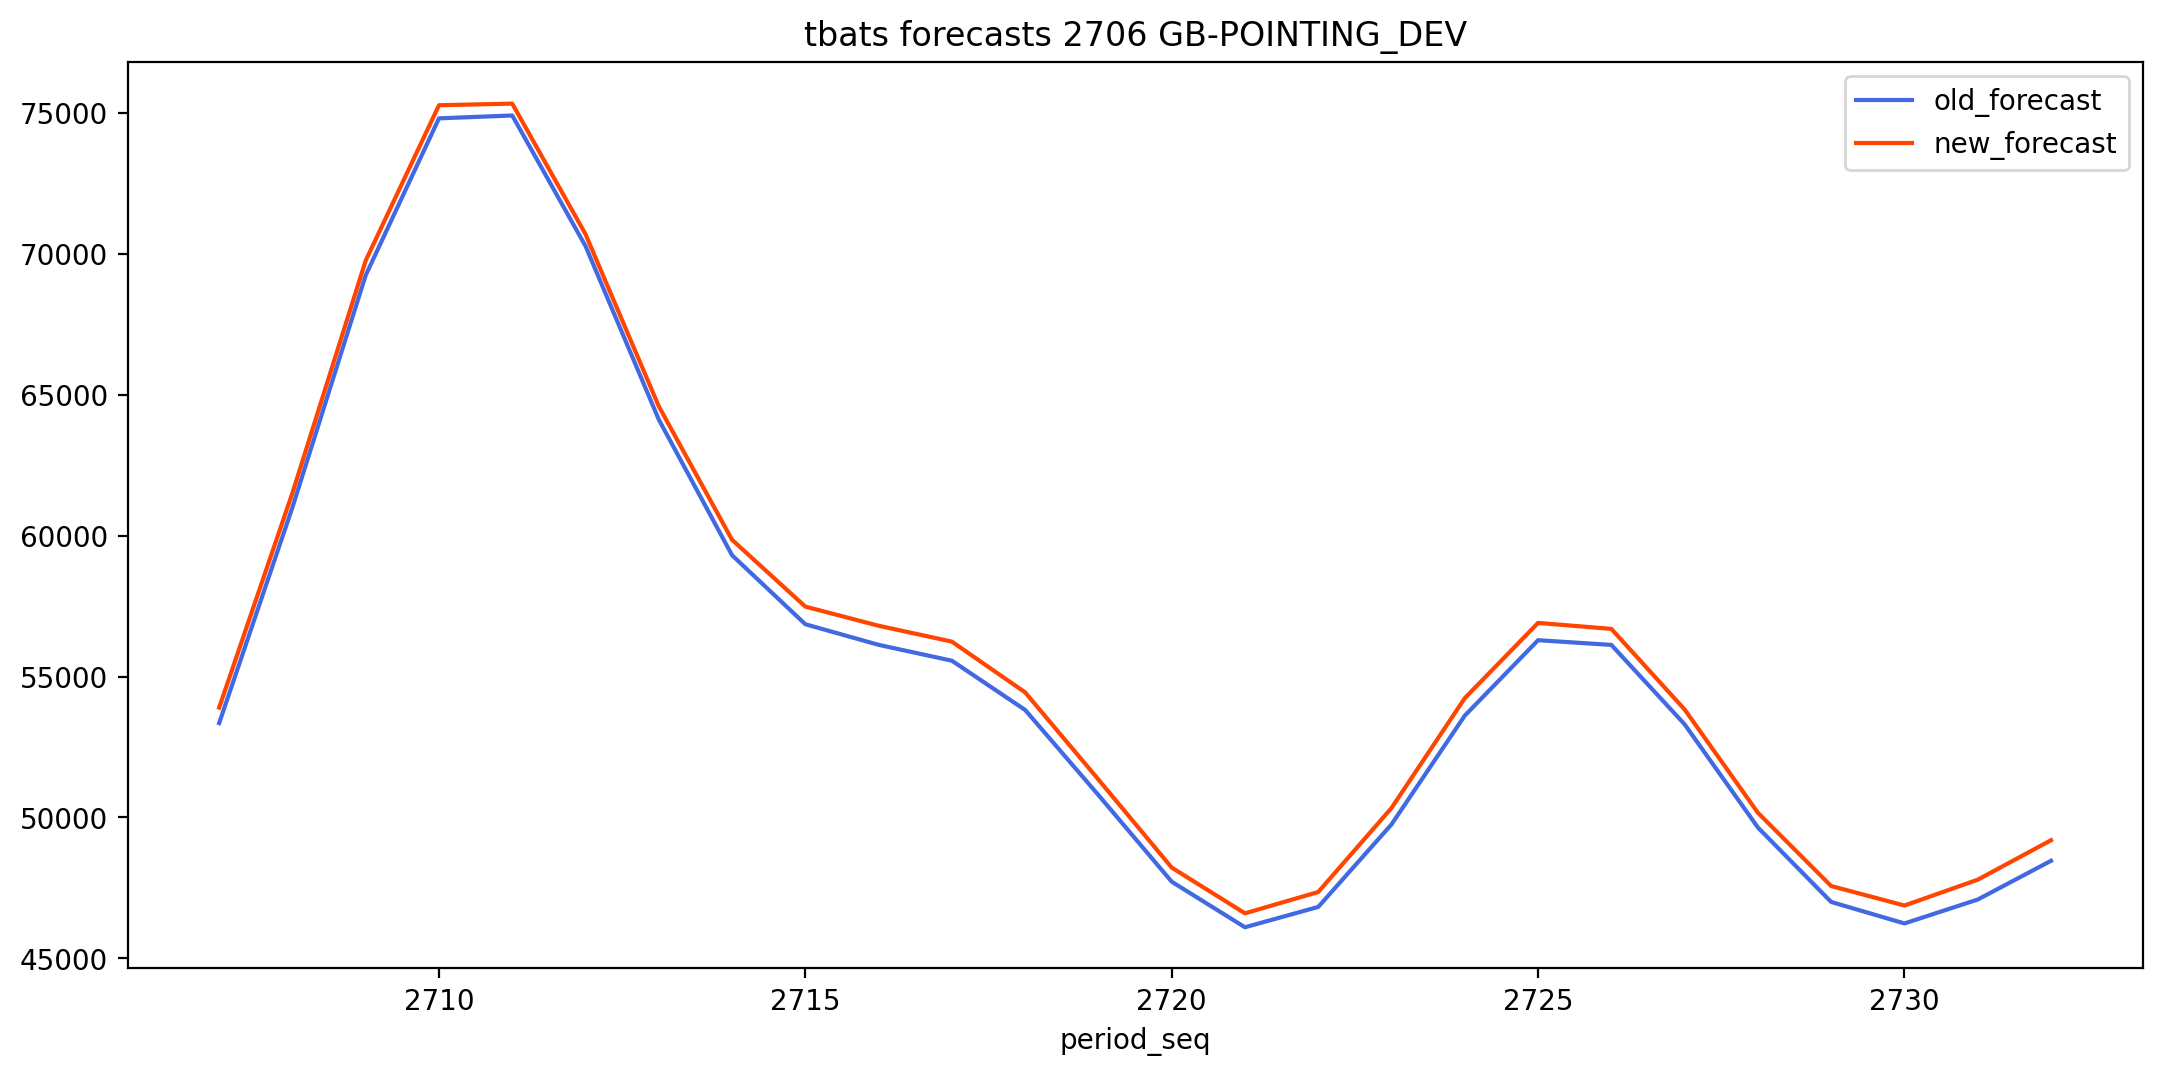 tbats forecasts 2706 GB-POINTING_DEV
old_forecast
new_forecast
75000
70000
65000
60000
55000
50000
45000
2710 2715 2720 2725 2730
period_seq